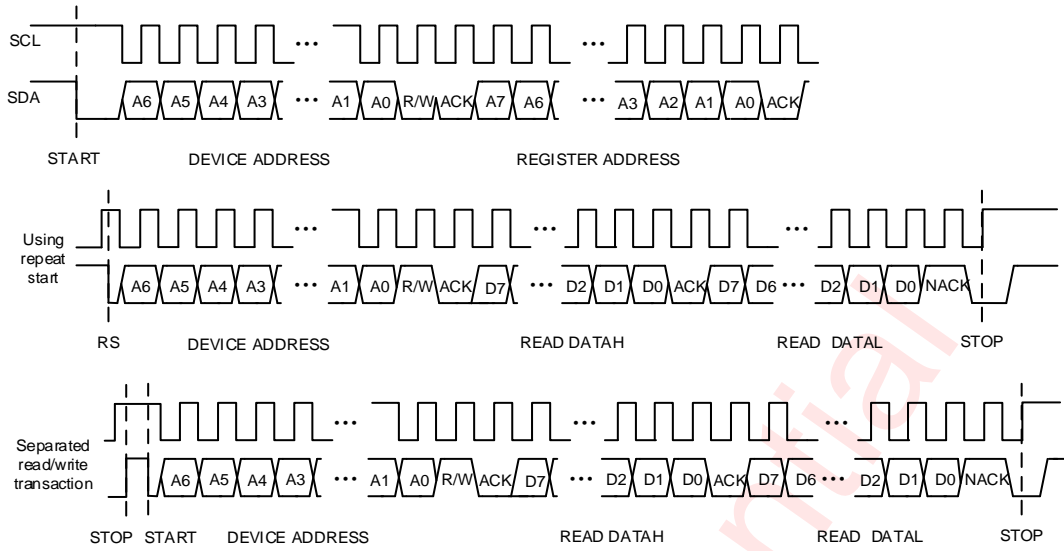 SCL
SDA A6 A5 A4 A3 ••• A1 A0 R/W ACK A7 A6 ••• A3 A2 A1 A0 ACK
START DEVICE ADDRESS REGISTER ADDRESS
Using
repeat
start
A6 A5 A4 A3 ••• A1 A0 R/W ACK D7 ••• D2 D1 D0 ACK D7 D6 ••• D2 D1 D0 NACK
RS DEVICE ADDRESS READ DATAH READ DATAL STOP
Separated
read/write
transaction
A6 A5 A4 A3 ••• A1 A0 R/W ACK D7 ••• D2 D1 D0 ACK D7 D6 ••• D2 D1 D0 NACK
STOP START DEVICE ADDRESS READ DATAH READ DATAL STOP
ntial